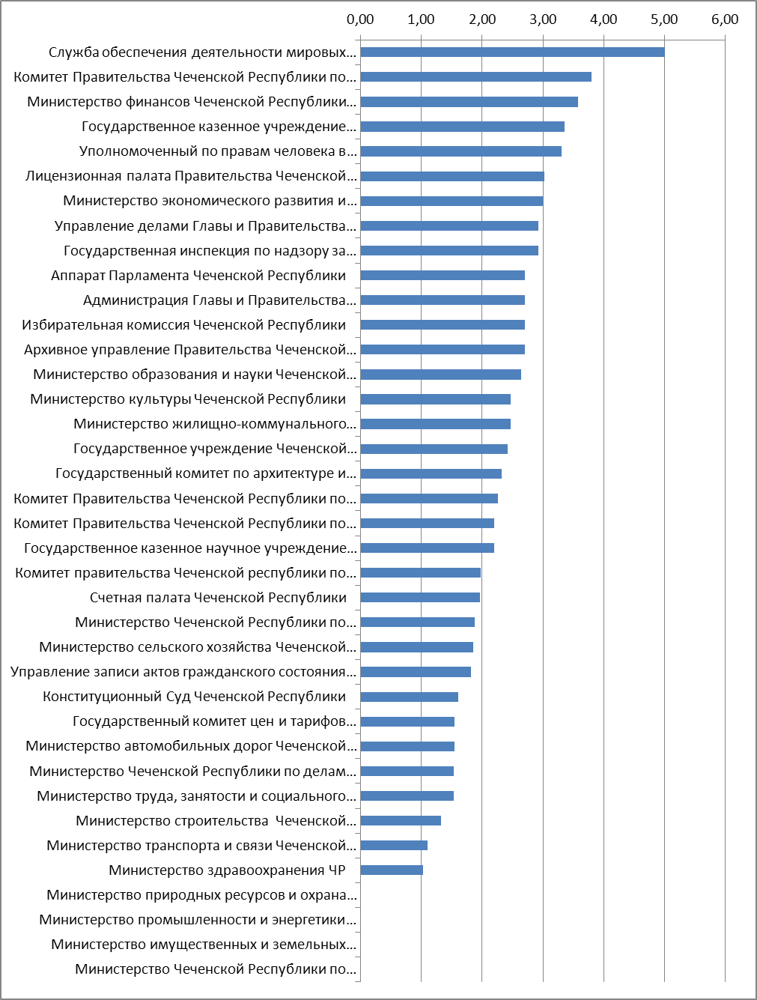 0,00 1,00 2,00 3,00 4,00 5,00 6,00
Служба обеспечения деятельности мировых...
Комитет Правительства Чеченской Республики по...
Министерство финансов Чеченской Республики...
Государственное казенное учреждение...
Уполномоченный по правам человека в...
Лицензионная палата Правительства Чеченской...
Министерство экономического развития и...
Управление делами Главы и Правительства...
Государственная инспекция по надзору за...
Аппарат Парламента Чеченской Республики
Администрация Главы и Правительства...
Избирательная комиссия Чеченской Республики
Архивное управление Правительства Чеченской...
Министерство образования и науки Чеченской...
Министерство культуры Чеченской Республики
Министерство жилищно-коммунального...
Государственное учреждение Чеченской...
Государственный комитет по архитектуре и...
Комитет Правительства Чеченской Республики по...
Комитет Правительства Чеченской Республики по...
Государственное казенное научное учреждение...
Комитет правительства Чеченской республики по...
Счетная палата Чеченской Республики
Министерство Чеченской Республики по...
Министерство сельского хозяйства Чеченской...
Управление записи актов гражданского состояния...
Конституционный Суд Чеченской Республики
Государственный комитет цен и тарифов...
Министерство автомобильных дорог Чеченской...
Министерство Чеченской Республики по делам...
Министерство труда, занятости и социального...
Министерство строительства Чеченской...
Министерство транспорта и связи Чеченской...
Министерство здравоохранения ЧР
Министерство природных ресурсов и охрана...
Министерство промышленности и энергетики...
Министерство имущественных и земельных...
Министерство Чеченской Республики по...